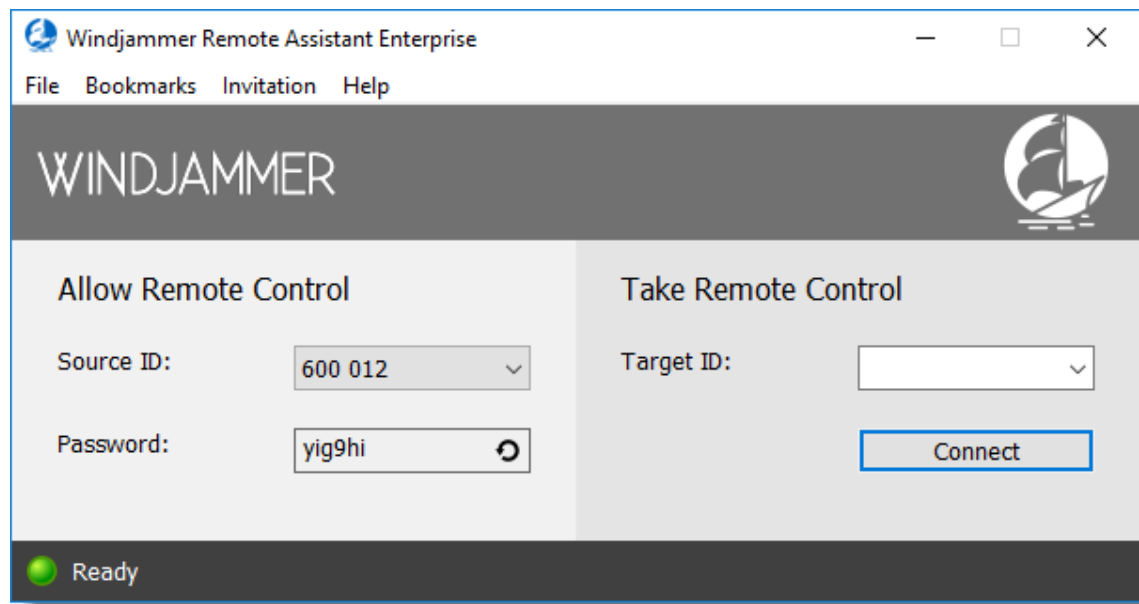 Windjammer Remote Assistant Enterprise
File Bookmarks Invitation Help
WINDJAMMER
Allow Remote Control
Source ID: 600 012
Password: yig9hi
Take Remote Control
Target ID:
Connect
Ready